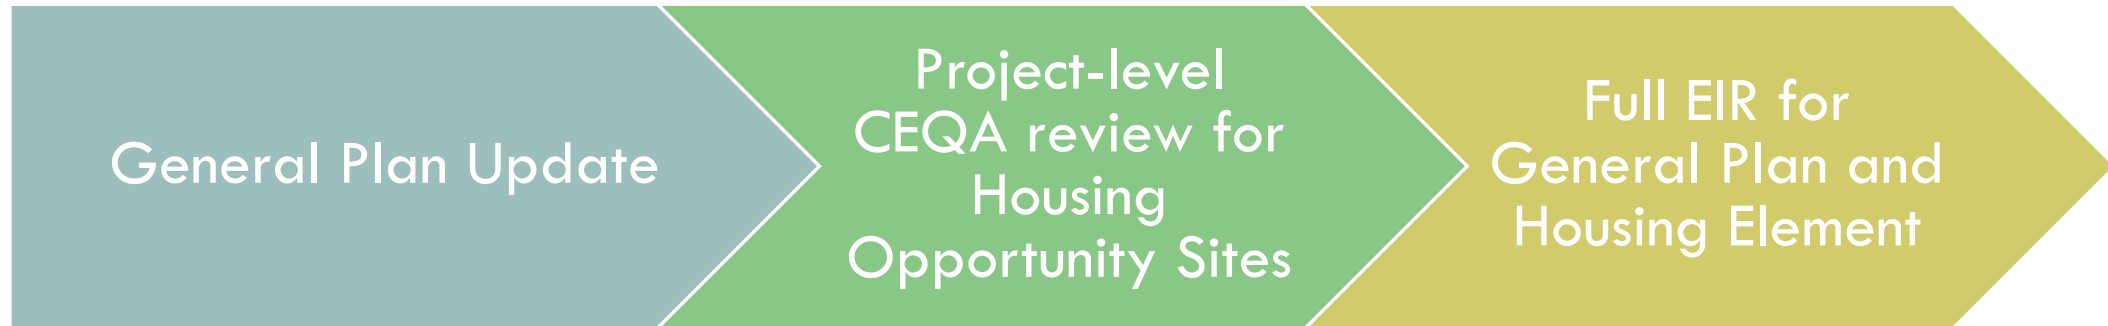 General Plan Update
Project-level
CEQA review for
Housing
Opportunity Sites
Full EIR for
General Plan and
Housing Element